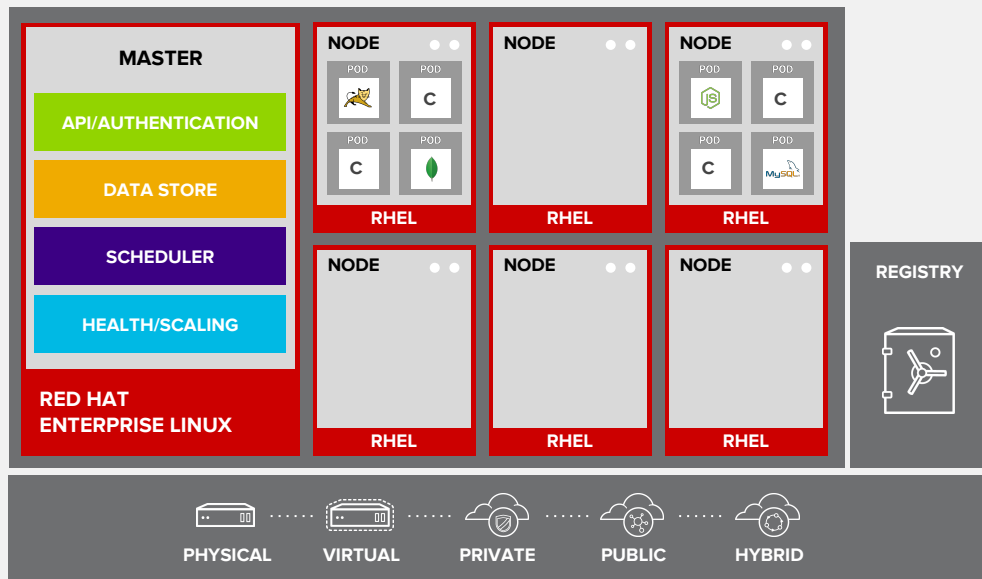 MASTER
API/AUTHENTICATION
DATA STORE
SCHEDULER
HEALTH/SCALING
RED HAT
ENTERPRISE LINUX
NODE
POD
POD
C
POD
POD
C
RHEL
NODE
RHEL
NODE
POD
POD
JS
C
POD
POD
C
MySQL
RHEL
NODE
RHEL
NODE
RHEL
NODE
RHEL
REGISTRY
PHYSICAL
VIRTUAL
PRIVATE
PUBLIC
HYBRID